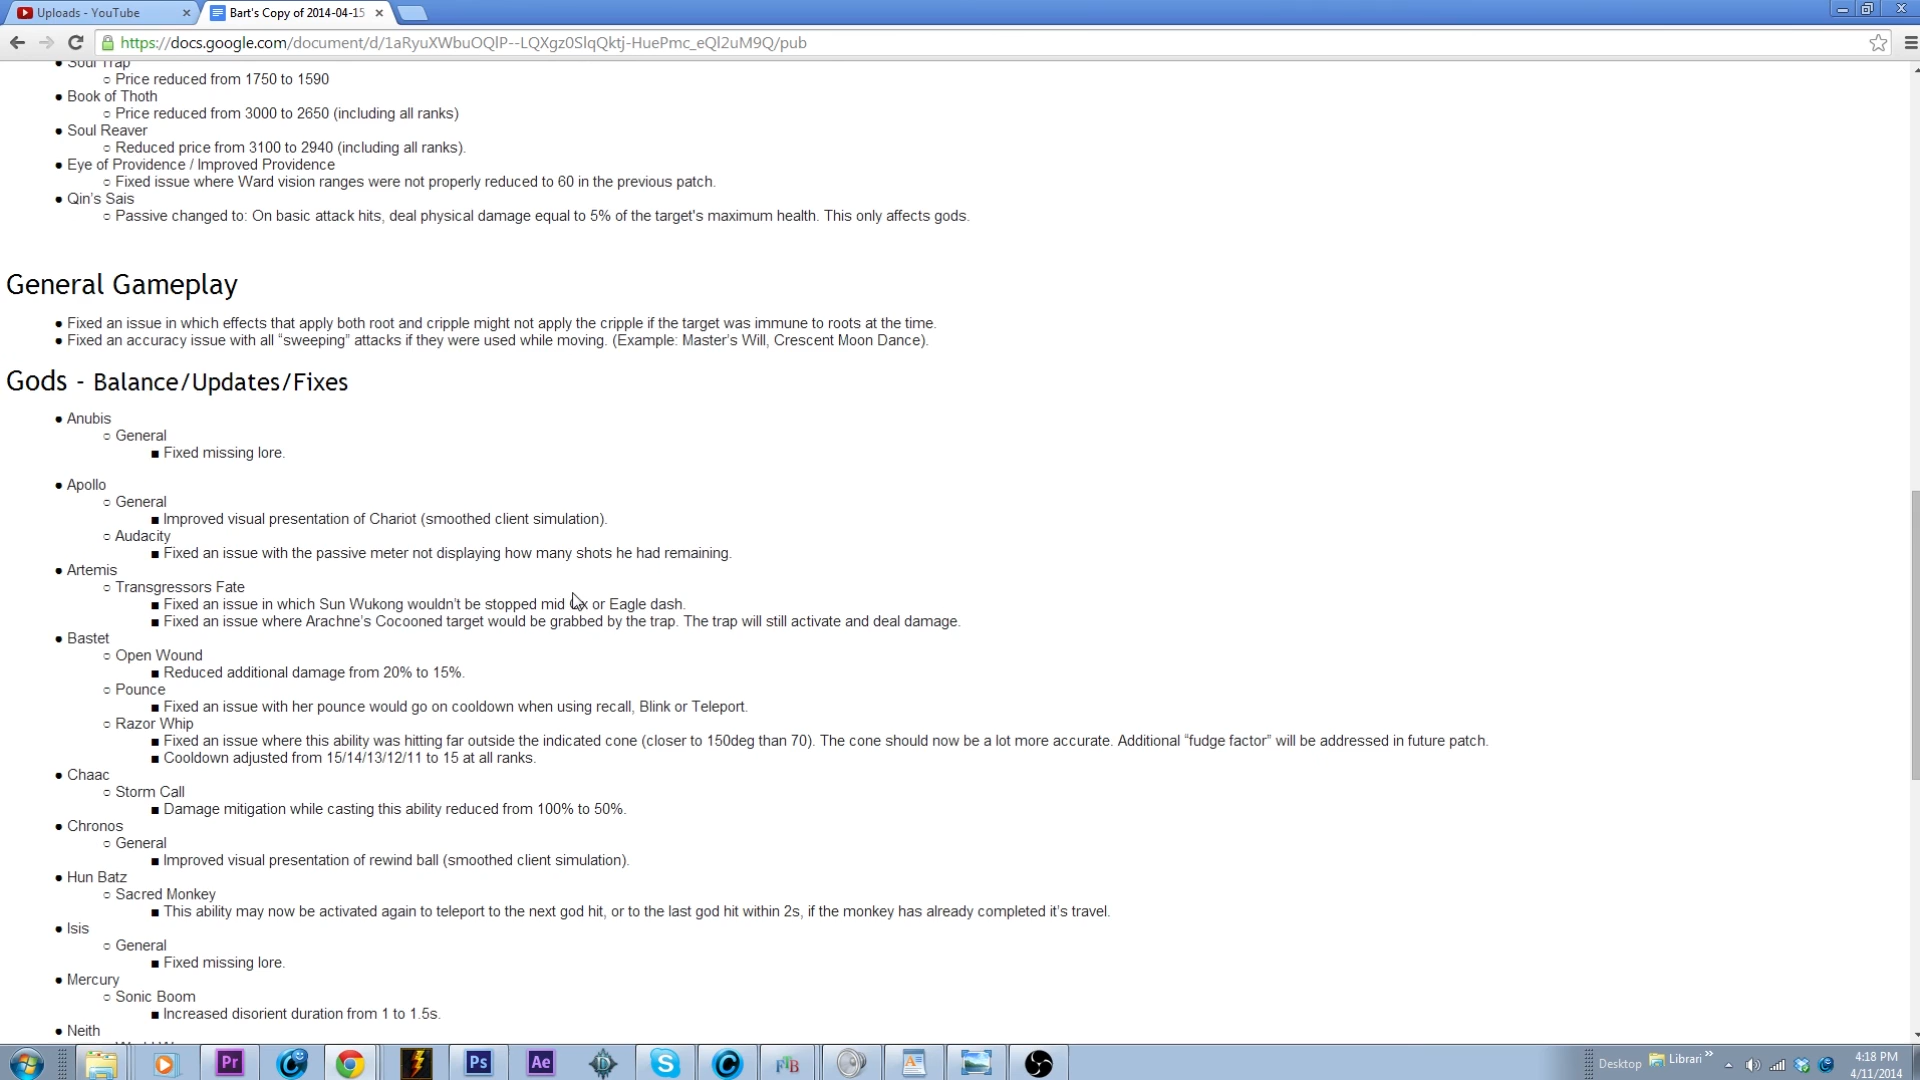 Uploads - YouTube
Bart's Copy of 2014-04-15
https://docs.google.com/document/d/1aRyuXWbuOQlP--LQXgz0SlqQktj-HuePmc_eQl2uM9Q/pub
Soul Trap
Price reduced from 1750 to 1590
Book of Thoth
Price reduced from 3000 to 2650 (including all ranks)
Soul Reaver
Reduced price from 3100 to 2940 (including all ranks).
Eye of Providence / Improved Providence
Fixed issue where Ward vision ranges were not properly reduced to 60 in the previous patch.
Qin's Sais
Passive changed to: On basic attack hits, deal physical damage equal to 5% of the target's maximum health. This only affects gods.
General Gameplay
Fixed an issue in which effects that apply both root and cripple might not apply the cripple if the target was immune to roots at the time.
Fixed an accuracy issue with all “sweeping” attacks if they were used while moving. (Example: Master’s Will, Crescent Moon Dance).
Gods - Balance/Updates/Fixes
Anubis
General
Fixed missing lore.
Apollo
General
Improved visual presentation of Chariot (smoothed client simulation).
Audacity
Fixed an issue with the passive meter not displaying how many shots he had remaining.
Artemis
Transgressors Fate
Fixed an issue in which Sun Wukong wouldn’t be stopped mid or Eagle dash.
Fixed an issue where Arachne’s Cocooned target would be grabbed by the trap. The trap will still activate and deal damage.
Bastet
Open Wound
Reduced additional damage from 20% to 15%.
Pounce
Fixed an issue with her pounce would go on cooldown when using recall, Blink or Teleport.
Razor Whip
Fixed an issue where this ability was hitting far outside the indicated cone (closer to 150deg than 70). The cone should now be a lot more accurate. Additional “fudge factor” will be addressed in future patch.
Cooldown adjusted from 15/14/13/12/11 to 15 at all ranks.
Chaac
Storm Call
Damage mitigation while casting this ability reduced from 100% to 50%.
Chronos
General
Improved visual presentation of rewind ball (smoothed client simulation).
Hun Batz
Sacred Monkey
This ability may now be activated again to teleport to the next god hit, or to the last god hit within 2s, if the monkey has already completed it’s travel.
Isis
General
Fixed missing lore.
Mercury
Sonic Boom
Increased disorient duration from 1 to 1.5s.
Neith
Pr
Ps
Ae
Desktop
Librari
4:18 PM
4/11/2014